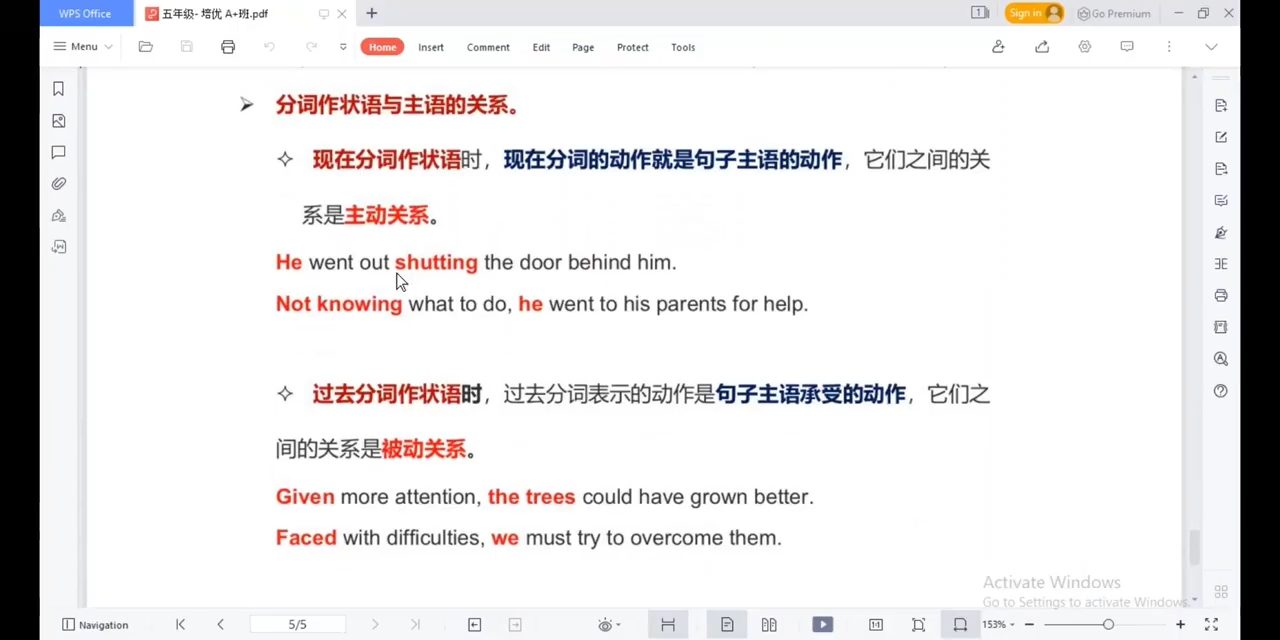 WPS Office
五年级- 培优 A+班.pdf
1
Sign in
Go Premium
Menu
Home
Insert
Comment
Edit
Page
Protect
Tools
分词作状语与主语的关系。
现在分词作状语时，现在分词的动作就是句子主语的动作，它们之间的关
系是主动关系。
He went out shutting the door behind him.
Not knowing what to do, he went to his parents for help.
过去分词作状语时，过去分词表示的动作是句子主语承受的动作，它们之
间的关系是被动关系。
Given more attention, the trees could have grown better.
Faced with difficulties, we must try to overcome them.
Activate Windows
Go to Settings to activate Windows.
Navigation
5/5
153%